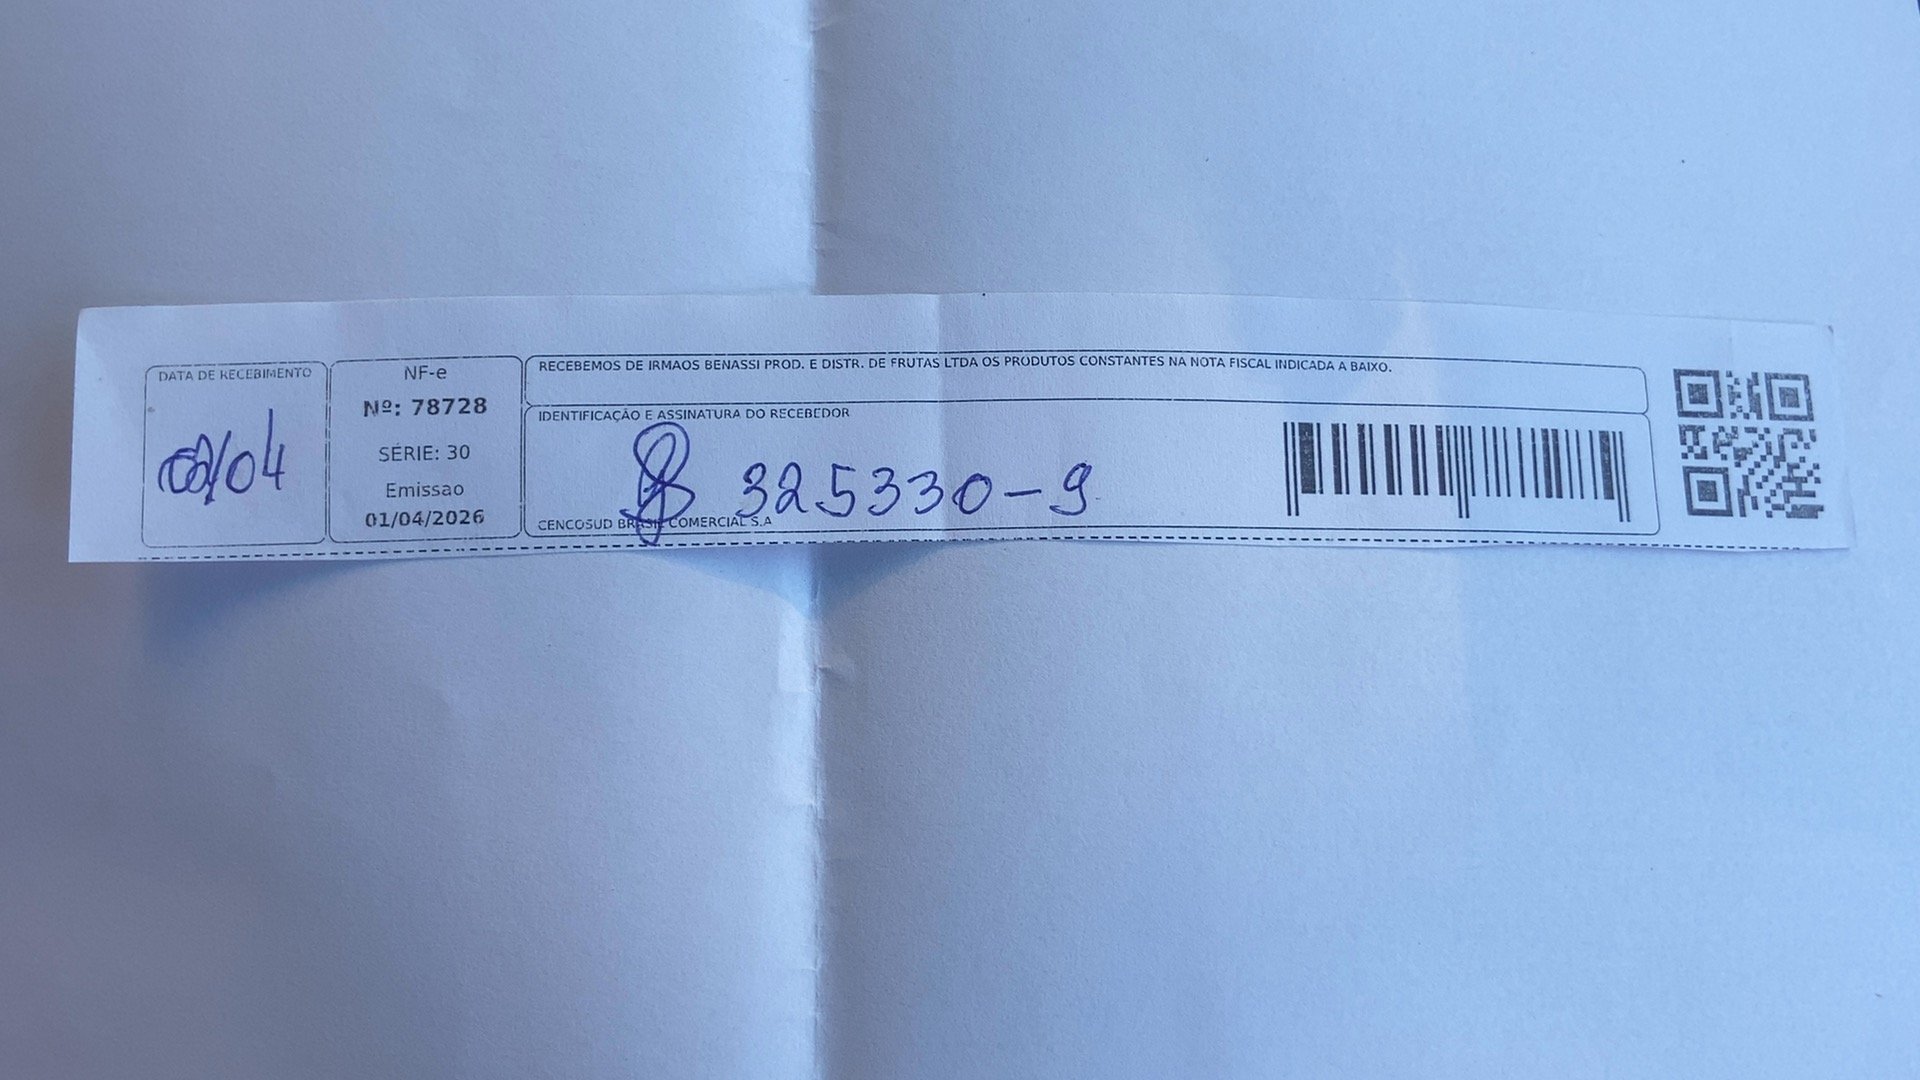 DATA DE RECEBIMENTO
02/04
NF-e
Nº: 78728
SÉRIE: 30
Emissao
01/04/2026
RECEBEMOS DE IRMAOS BENASSI PROD. E DISTR. DE FRUTAS LTDA OS PRODUTOS CONSTANTES NA NOTA FISCAL INDICADA A BAIXO.
IDENTIFICAÇÃO E ASSINATURA DO RECEBEDOR
325330-9
CENCOSUD BRASIL COMERCIAL S.A